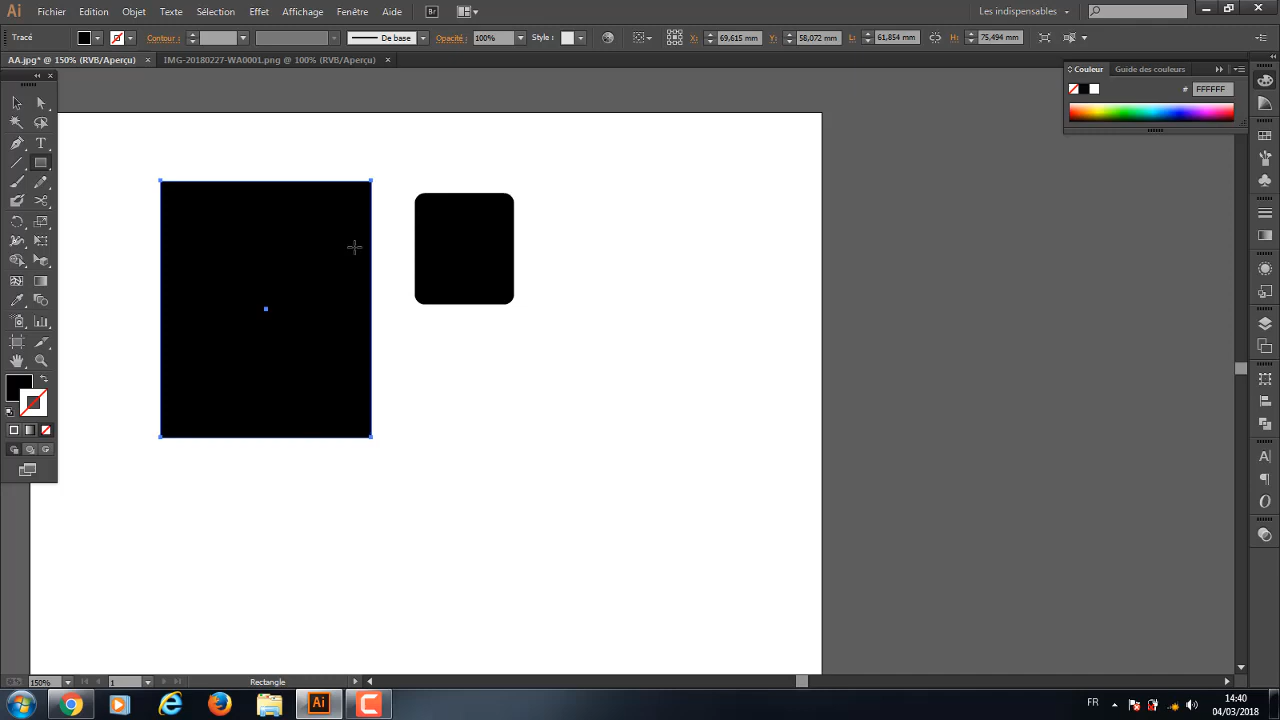 Ai Fichier Edition Objet Texte Sélection Effet Affichage Fenêtre Aide Br Les indispensables
Tracé Contour : De base Opacité : 100% Style : X: 69,615 mm Y: 58,072 mm L: 61,854 mm H: 75,494 mm
AA.jpg* @ 150% (RVB/Aperçu) × IMG-20180227-WA0001.png @ 100% (RVB/Aperçu) ×
Couleur Guide des couleurs
# FFFFFF
150% 1 Rectangle
Ai FR 14:40
04/03/2018